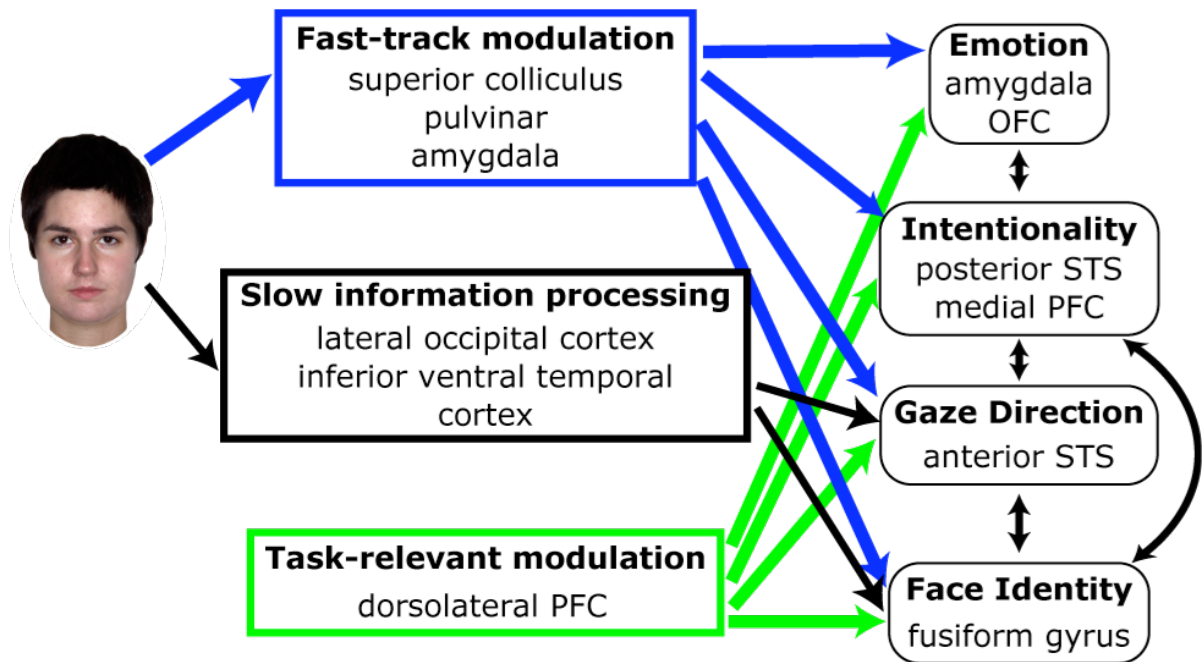 Fast-track modulation
superior colliculus
pulvinar
amygdala
Slow information processing
lateral occipital cortex
inferior ventral temporal
cortex
Task-relevant modulation
dorsolateral PFC
Emotion
amygdala
OFC
Intentionality
posterior STS
medial PFC
Gaze Direction
anterior STS
Face Identity
fusiform gyrus